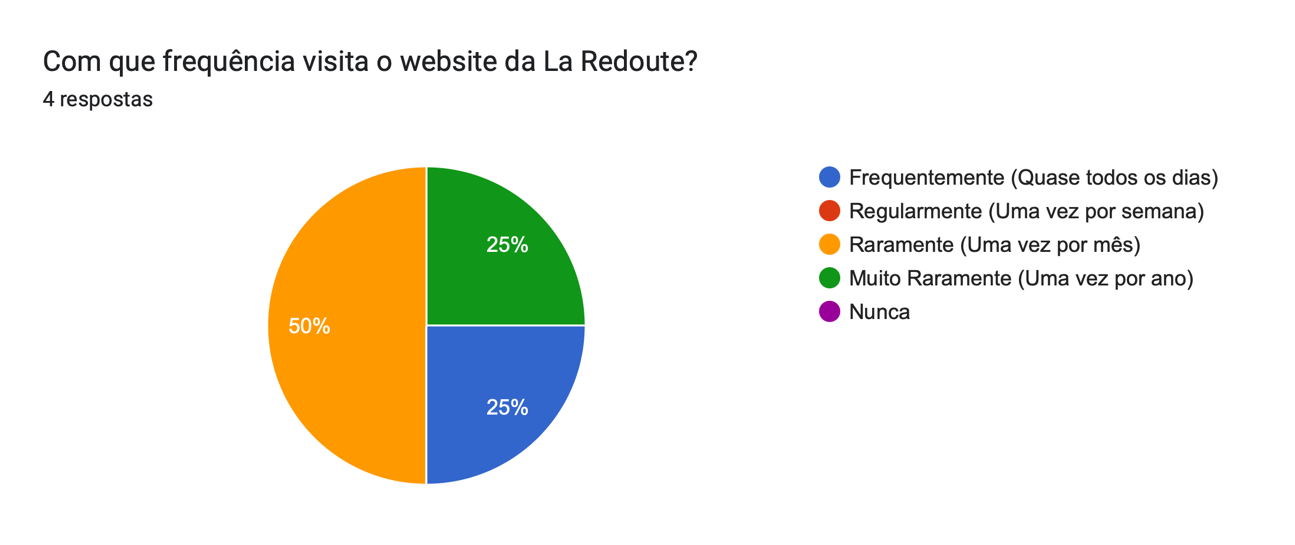 Com que frequência visita o website da La Redoute?
4 respostas
25%
50%
25%
Frequentemente (Quase todos os dias)
Regularmente (Uma vez por semana)
Raramente (Uma vez por mês)
Muito Raramente (Uma vez por ano)
Nunca